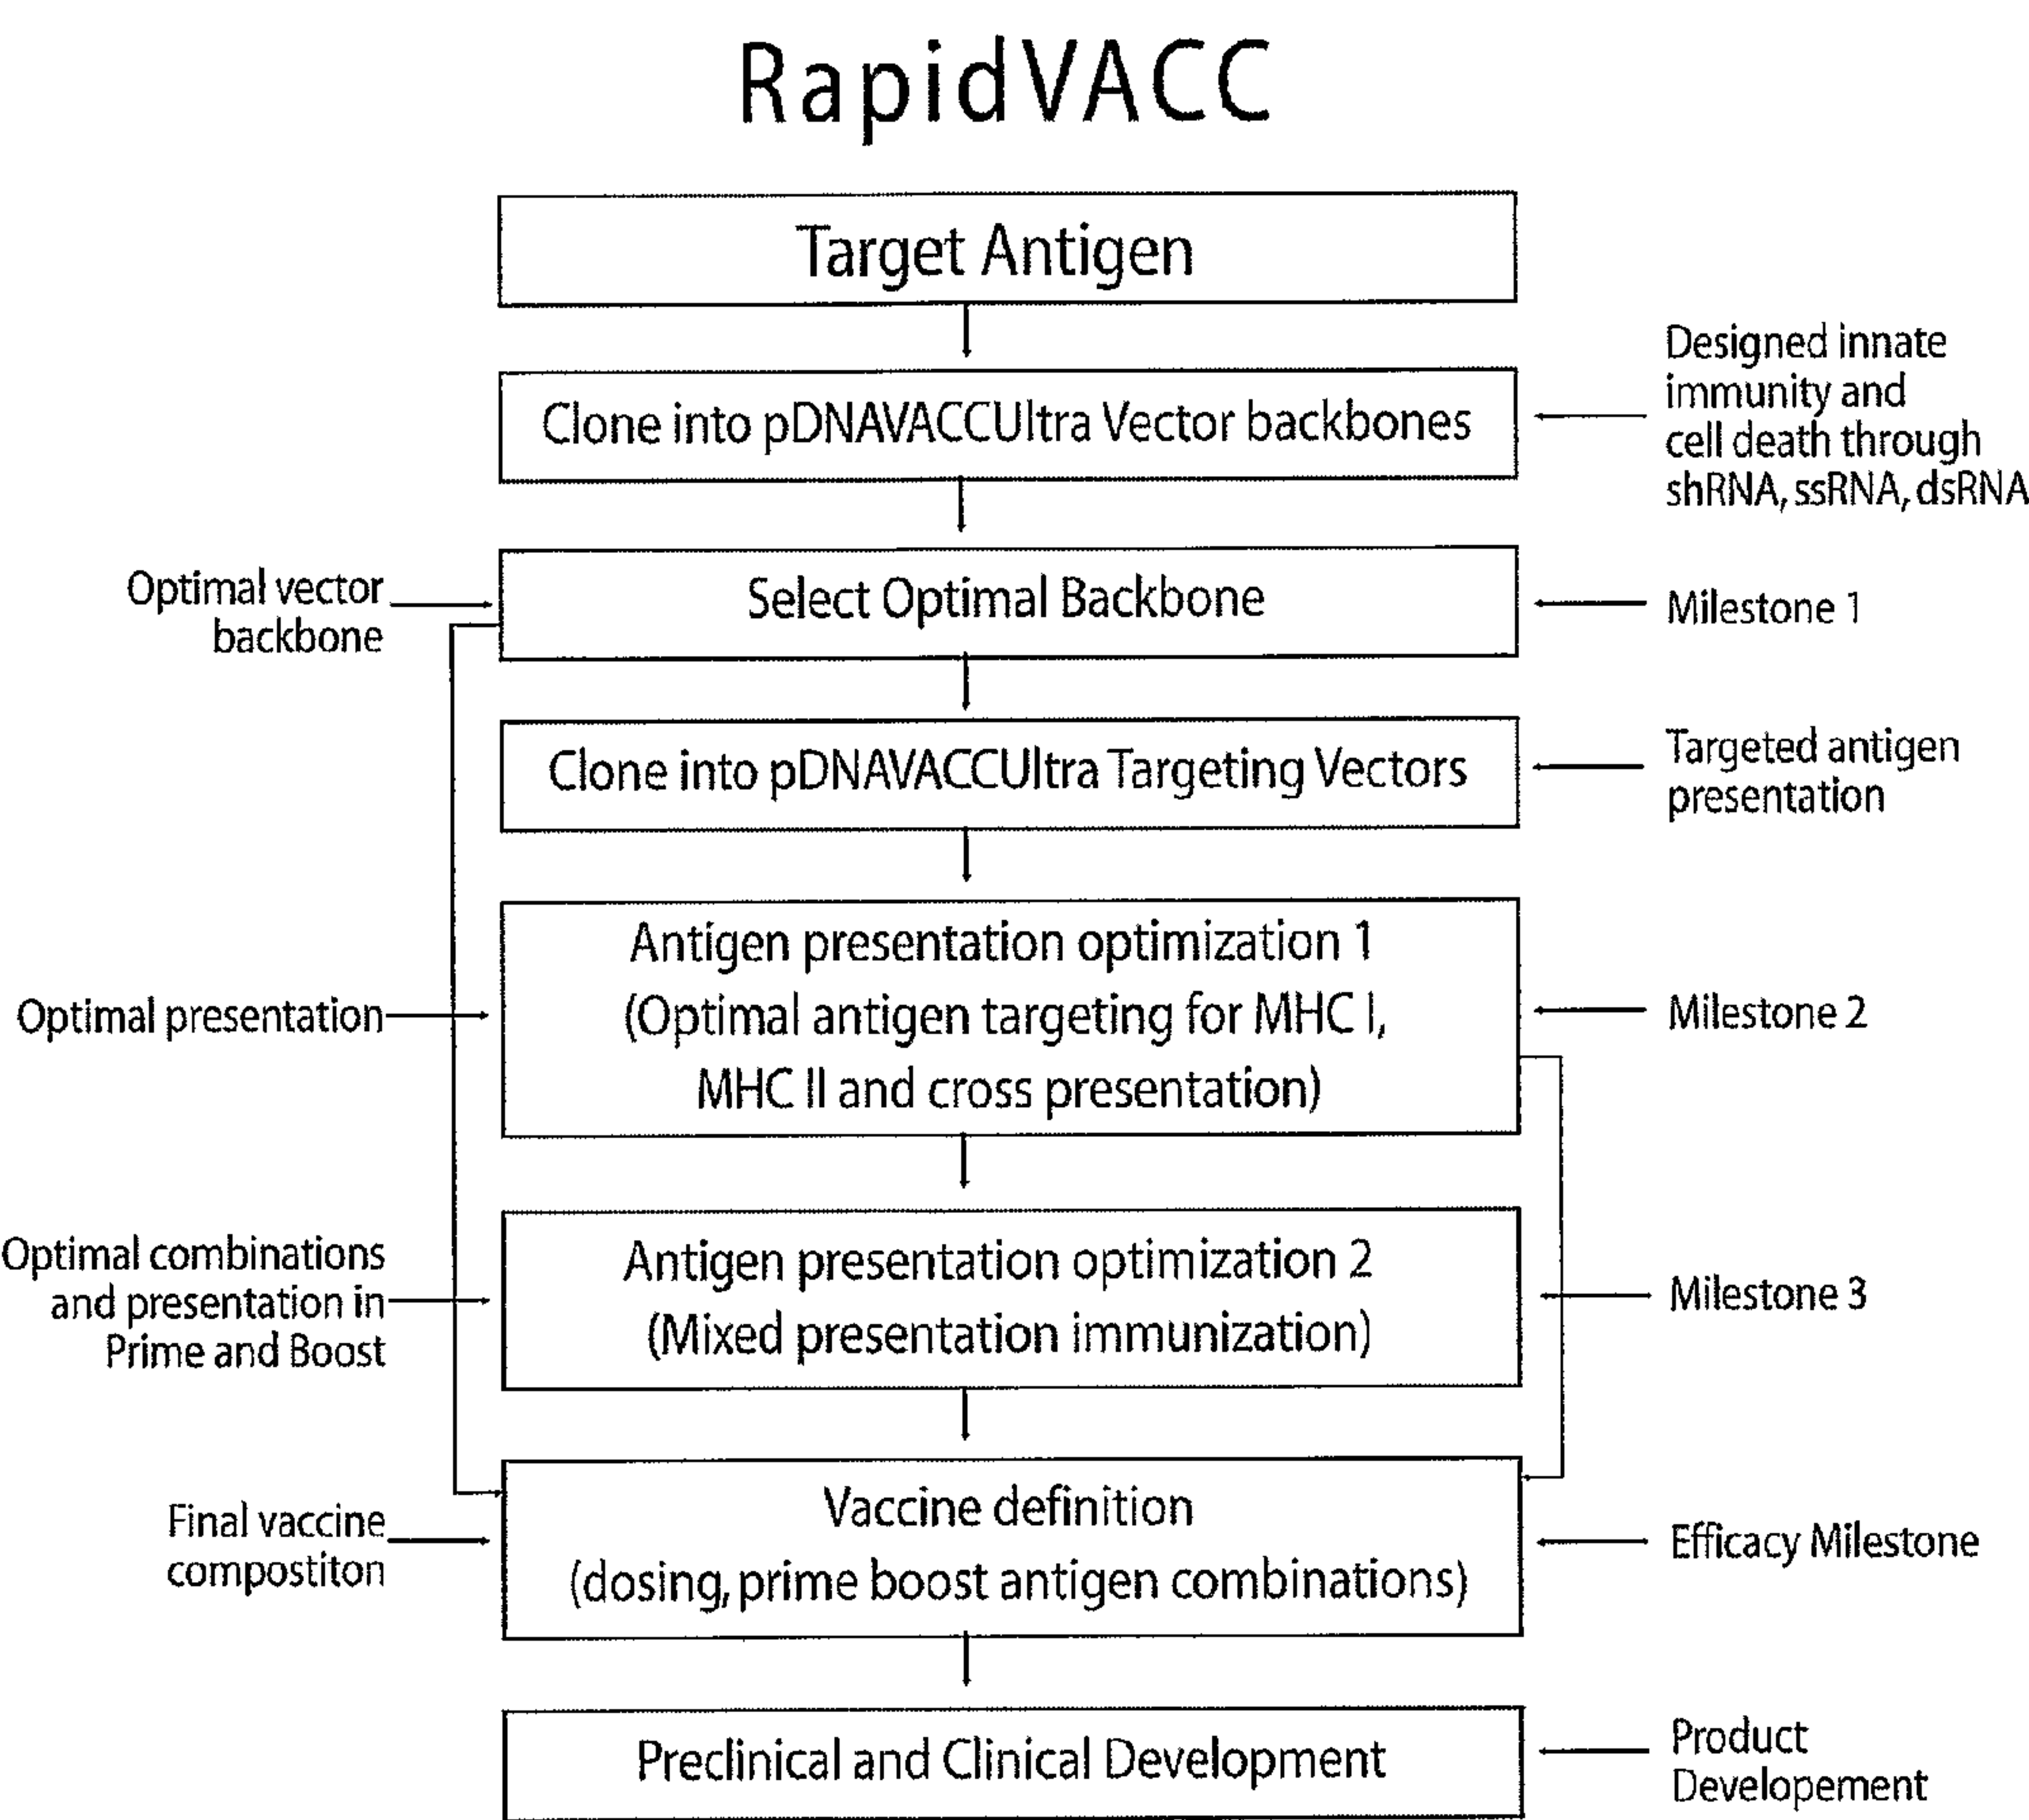 RapidVACC
Target Antigen
Designed innate
immunity and
cell death through
shRNA, ssRNA, dsRNA
Clone into pDNAVACCUltra Vector backbones
Optimal vector
backbone
Select Optimal Backbone
Milestone 1
Clone into pDNAVACCUltra Targeting Vectors
Targeted antigen
presentation
Optimal presentation
Antigen presentation optimization 1
(Optimal antigen targeting for MHC I,
MHC II and cross presentation)
Milestone 2
Optimal combinations
and presentation in
Prime and Boost
Antigen presentation optimization 2
(Mixed presentation immunization)
Milestone 3
Final vaccine
compostiton
Vaccine definition
(dosing, prime boost antigen combinations)
Efficacy Milestone
Preclinical and Clinical Development
Product
Developement